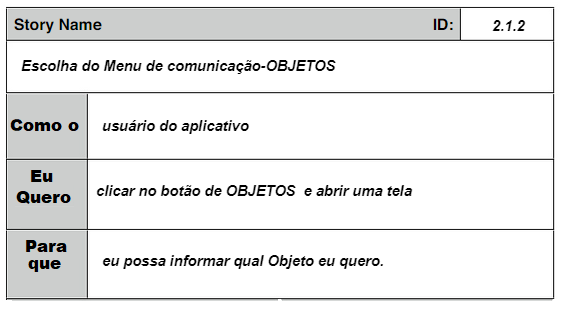 Story Name ID: 2.1.2
Escolha do Menu de comunicação-OBJETOS
Como o usuário do aplicativo
Eu
Quero
clicar no botão de OBJETOS e abrir uma tela
Para
que
eu possa informar qual Objeto eu quero.